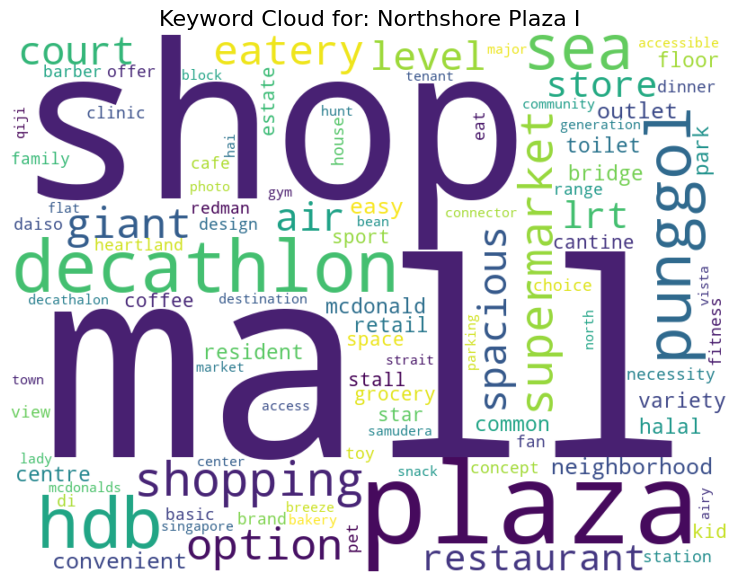 Keyword Cloud for: Northshore Plaza I
court
eatery
level
major
sea
accessible
floor
barber
offer
block
tenant
store
dinner
shop
qiji
clinic
estate
hunt
house
eat
community
outlet
hai
generation
toilet
punggol
park
family
cafe
photo
gym
supermarket
bridge
range
flat
daiso
giant
redman
design
air
bean
easy
connector
lrt
heartland
sport
cantine
decathlon
spacious
choice
vista
decathalon
coffee
destination
mcdonald
retail
parking
north
fitness
mall
resident
space
market
strait
town
stall
grocery
necessity
view
access
star
variety
samudera
common
halal
lady
center
toy
fan
centre
mcdonalds
di
shopping
snack
concept
neighborhood
plaza
hdb
basic
singapore
brand
breeze
bakery
pet
airy
kid
option
convenient
restaurant
station